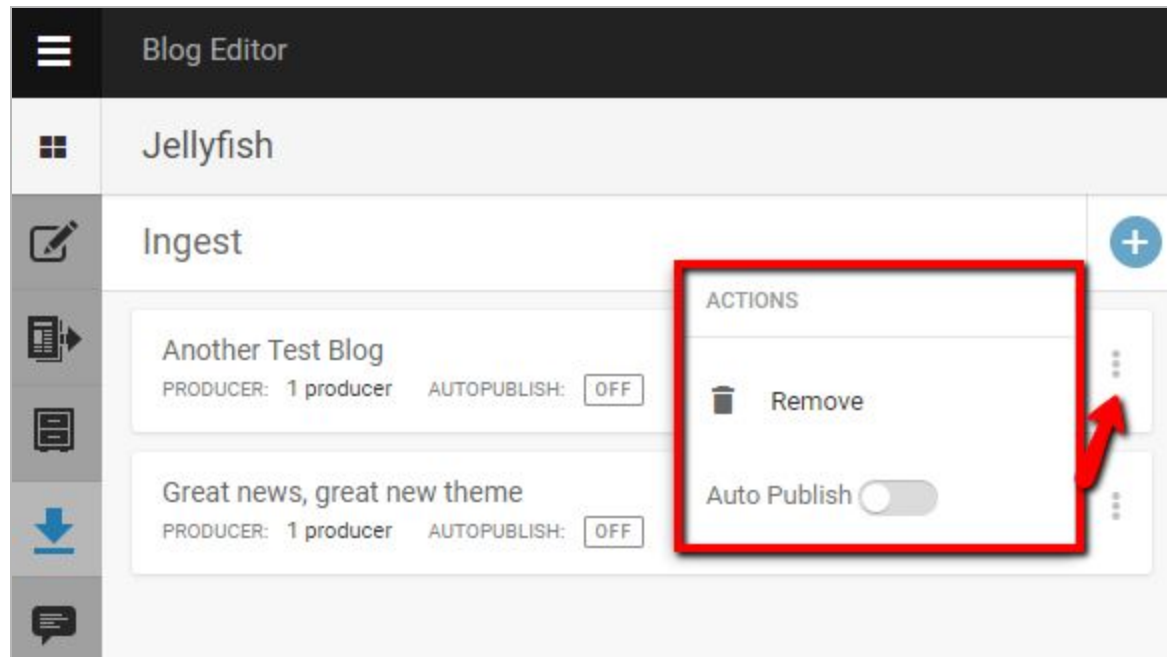 Blog Editor
Jellyfish
Ingest
ACTIONS
Another Test Blog
PRODUCER: 1 producer AUTOPUBLISH: OFF
Remove
Great news, great new theme
PRODUCER: 1 producer AUTOPUBLISH: OFF
Auto Publish